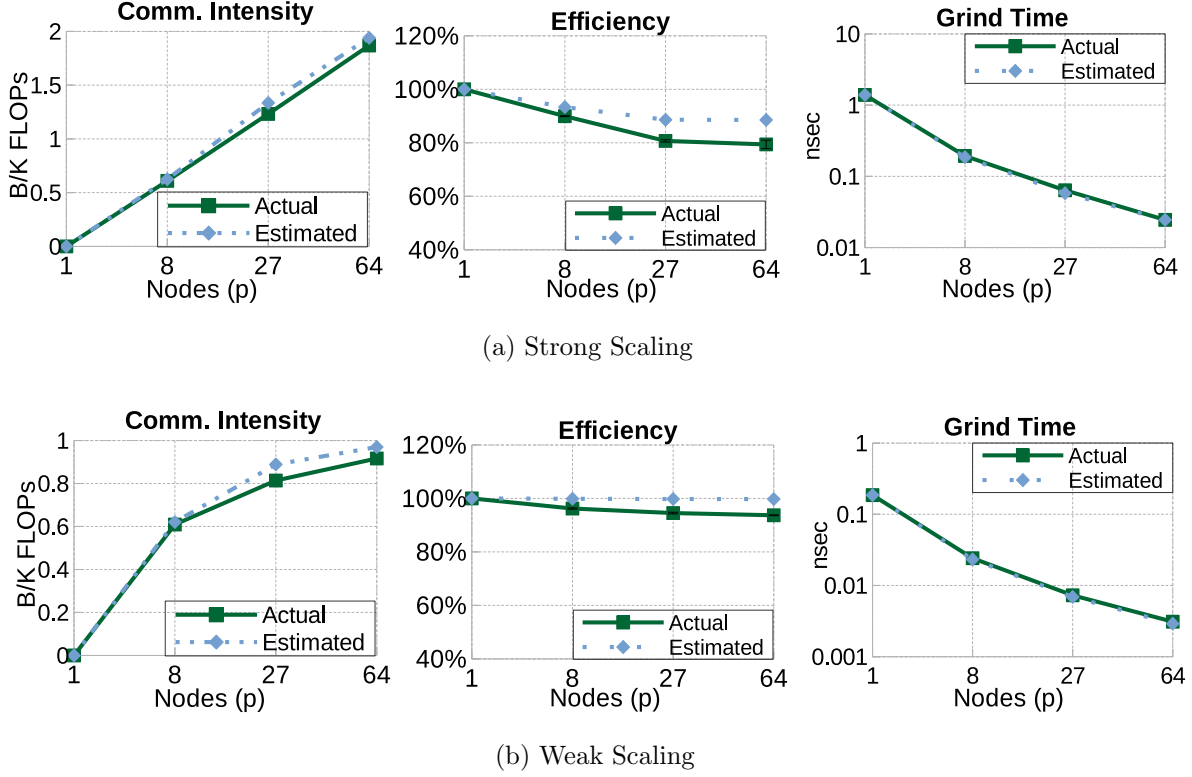 Comm. Intensity
B/K FLOPs
2
1.5
1
0.5
0
Actual
Estimated
1 8 27 64
Nodes (p)
Efficiency
120%
100%
80%
60%
40%
Actual
Estimated
1 8 27 64
Nodes (p)
Grind Time
nsec
10
1
0.1
0.01
Actual
Estimated
1 8 27 64
Nodes (p)
(a) Strong Scaling
Comm. Intensity
B/K FLOPs
1
0.8
0.6
0.4
0.2
0
Actual
Estimated
1 8 27 64
Nodes (p)
Efficiency
120%
100%
80%
60%
40%
Actual
Estimated
1 8 27 64
Nodes (p)
Grind Time
nsec
1
0.1
0.01
0.001
Actual
Estimated
1 8 27 64
Nodes (p)
(b) Weak Scaling